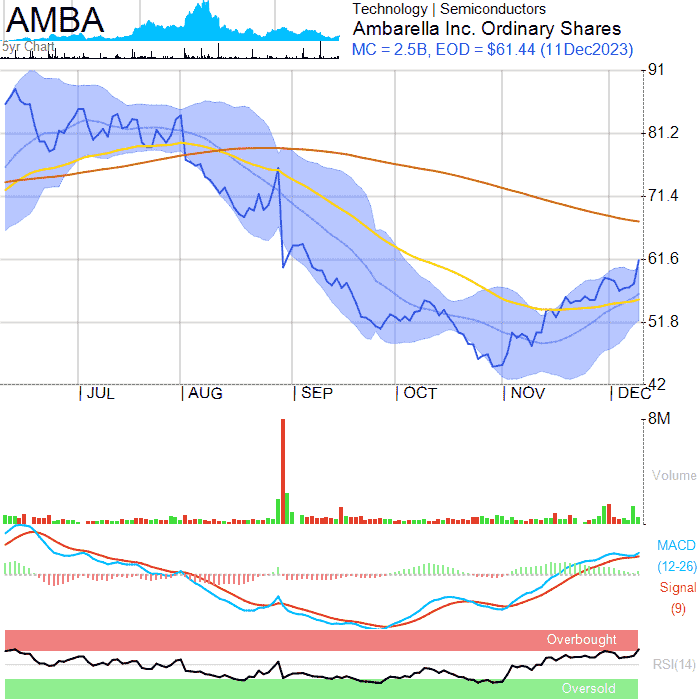 AMBA
5yr Chart
Technology | Semiconductors
Ambarella Inc. Ordinary Shares
MC = 2.5B, EOD = $61.44 (11Dec2023)
91
81.2
71.4
61.6
51.8
42
JUL
AUG
SEP
OCT
NOV
DEC
8M
Volume
MACD
(12-26)
Signal
(9)
Overbought
RSI(14)
Oversold